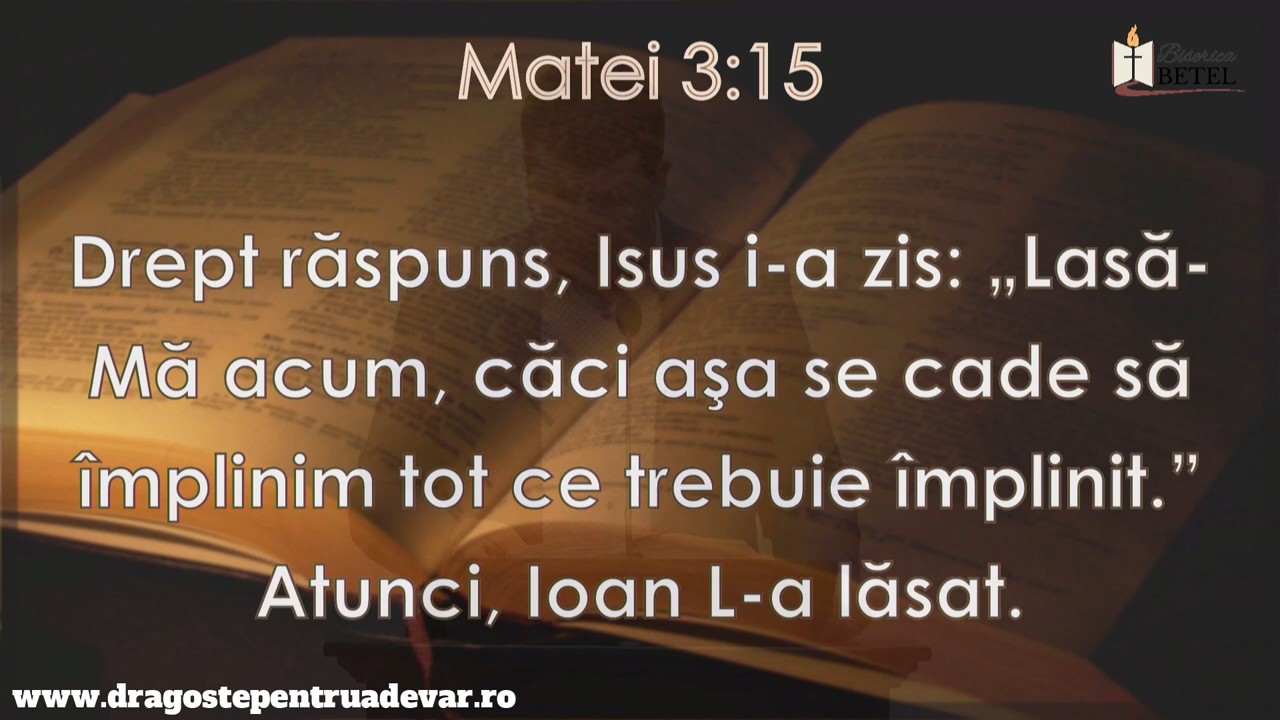 Matei 3:15
Biserica
BETEL
Drept răspuns, Isus i-a zis: „Lasă-
Mă acum, căci aşa se cade să
împlinim tot ce trebuie împlinit.”
Atunci, Ioan L-a lăsat.
www.dragostepentruadevar.ro